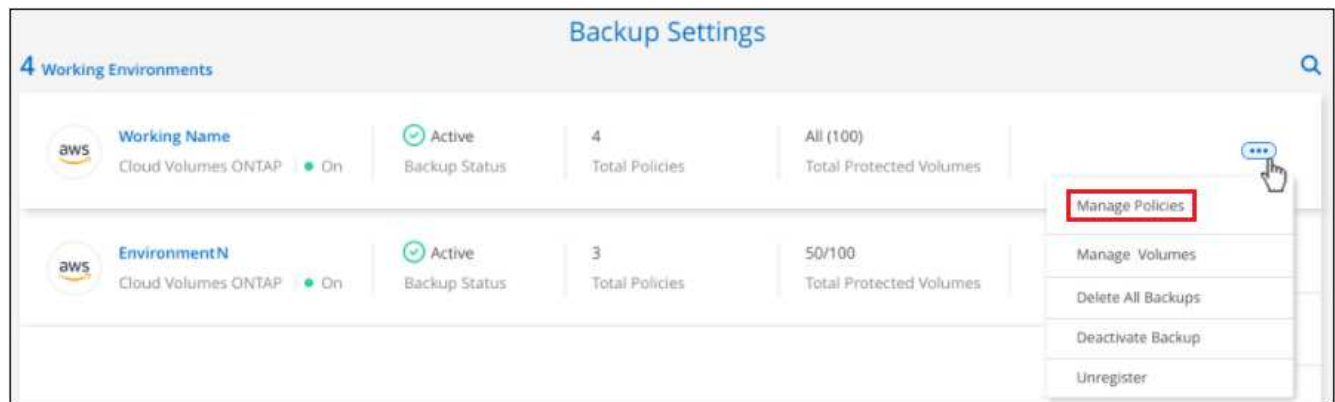 Backup Settings
4 Working Environments
aws
Working Name
Cloud Volumes ONTAP
On
Active
Backup Status
4
Total Policies
All (100)
Total Protected Volumes
Manage Policies
Manage Volumes
Delete All Backups
Deactivate Backup
Unregister
aws
EnvironmentN
Cloud Volumes ONTAP
On
Active
Backup Status
3
Total Policies
50/100
Total Protected Volumes